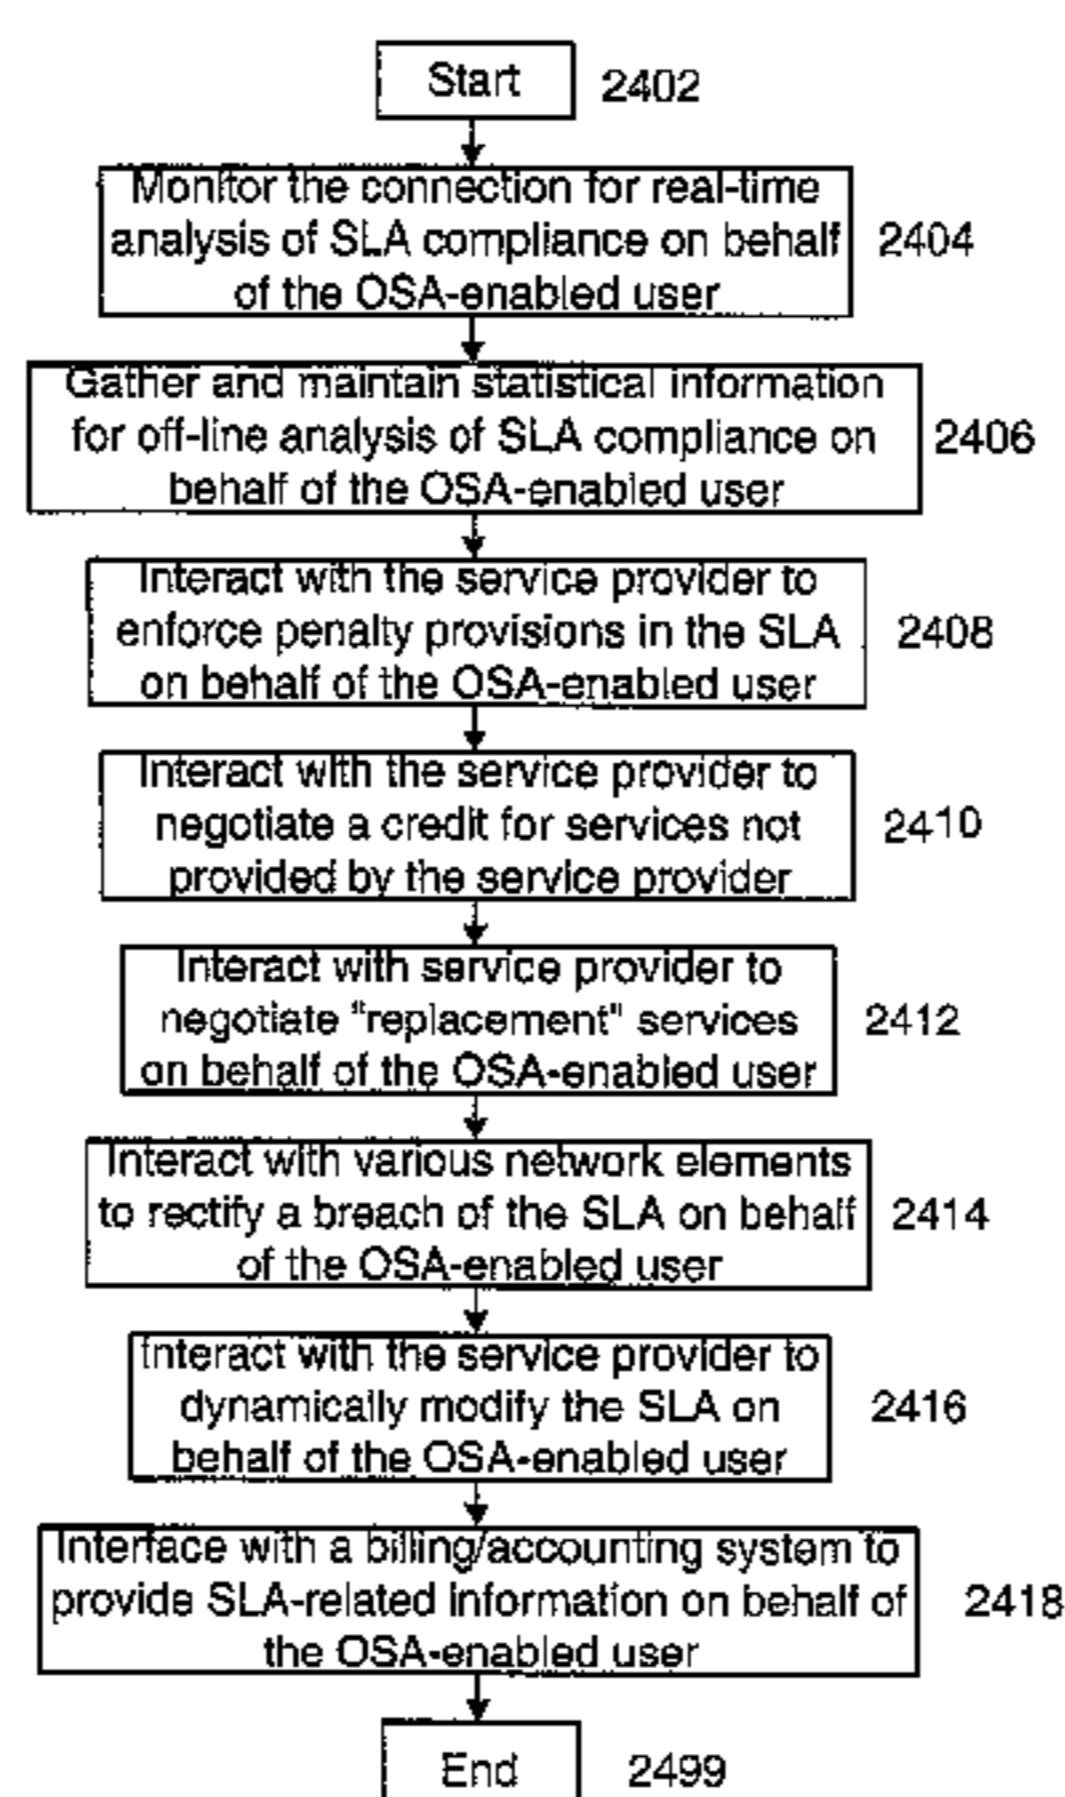 Start 2402
Monitor the connection for real-time
analysis of SLA compliance on behalf 2404
of the OSA-enabled user
Gather and maintain statistical information
for off-line analysis of SLA compliance on 2406
behalf of the OSA-enabled user
Interact with the service provider to
enforce penalty provisions in the SLA 2408
on behalf of the OSA-enabled user
Interact with the service provider to
negotiate a credit for services not 2410
provided by the service provider
Interact with service provider to
negotiate "replacement" services 2412
on behalf of the OSA-enabled user
Interact with various network elements
to rectify a breach of the SLA on behalf 2414
of the OSA-enabled user
Interact with the service provider to
dynamically modify the SLA on 2416
behalf of the OSA-enabled user
Interface with a billing/accounting system to
provide SLA-related information on behalf of 2418
the OSA-enabled user
End 2499